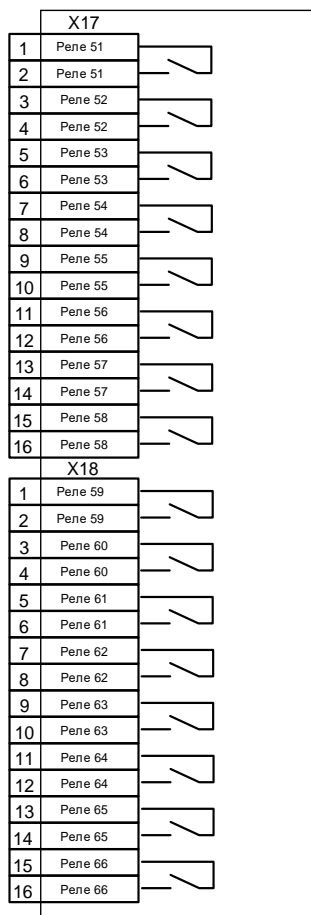 X17
1 Реле 51
2 Реле 51
3 Реле 52
4 Реле 52
5 Реле 53
6 Реле 53
7 Реле 54
8 Реле 54
9 Реле 55
10 Реле 55
11 Реле 56
12 Реле 56
13 Реле 57
14 Реле 57
15 Реле 58
16 Реле 58
X18
1 Реле 59
2 Реле 59
3 Реле 60
4 Реле 60
5 Реле 61
6 Реле 61
7 Реле 62
8 Реле 62
9 Реле 63
10 Реле 63
11 Реле 64
12 Реле 64
13 Реле 65
14 Реле 65
15 Реле 66
16 Реле 66